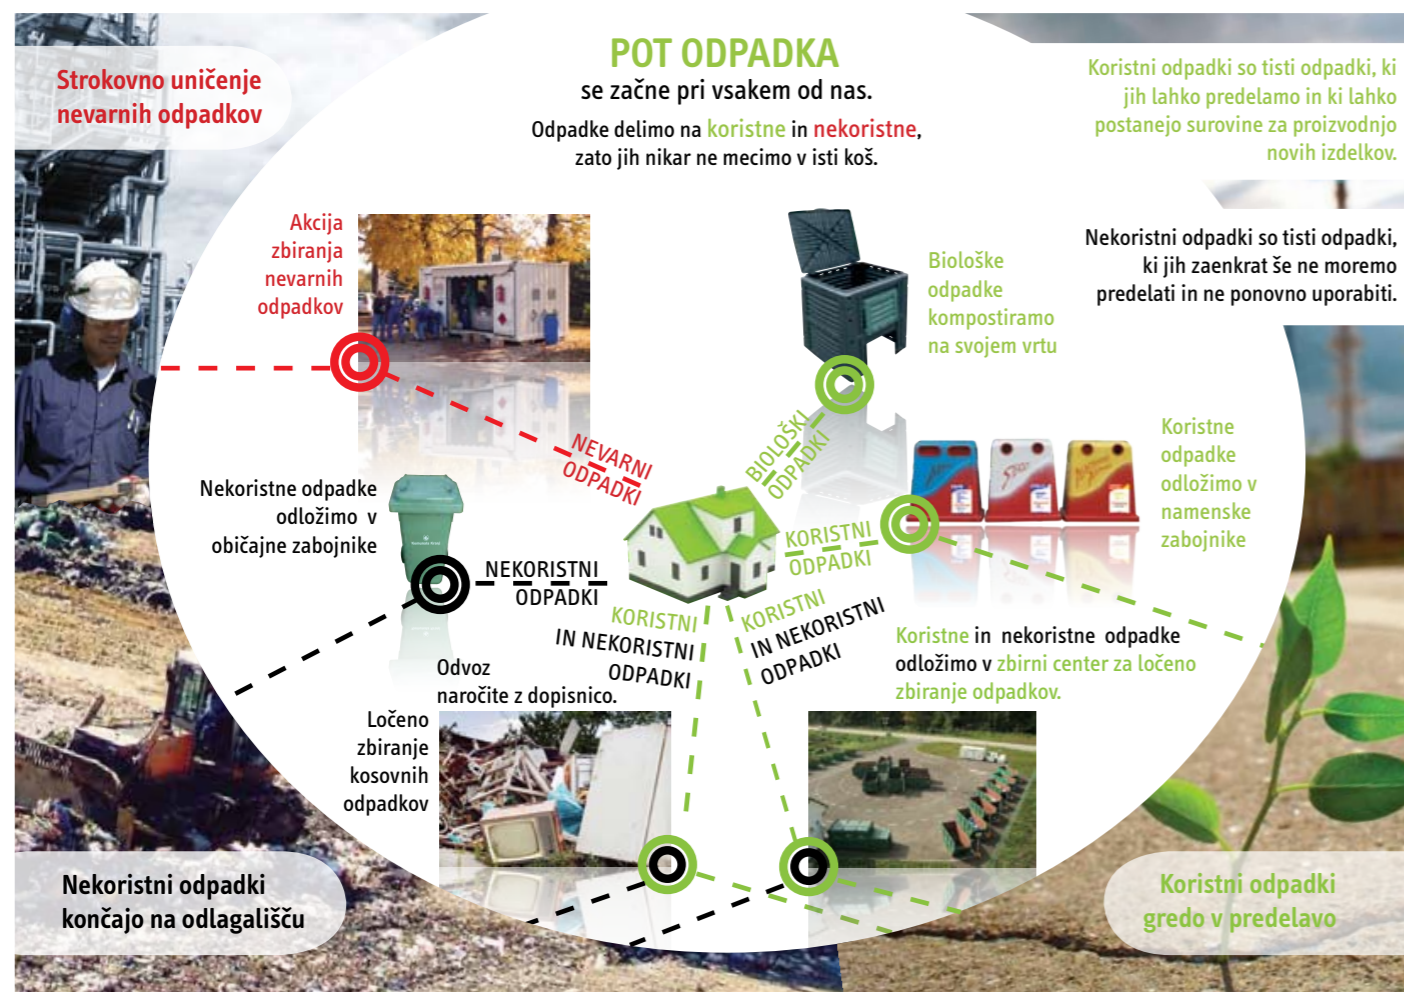 POT ODPADKA
se začne pri vsakem od nas.
Odpadke delimo na koristne in nekoristne,
zato jih nikar ne mecimo v isti koš.
Strokovno uničenje
nevarnih odpadkov
Koristni odpadki so tisti odpadki, ki
jih lahko predelamo in ki lahko
postanejo surovine za proizvodnjo
novih izdelkov.
Nekoristni odpadki so tisti odpadki,
ki jih zaenkrat še ne moremo
predelati in ne ponovno uporabiti.
Akcija
zbiranja
nevarnih
odpadkov
Biološke
odpadke
kompostiramo
na svojem vrtu
NEVARNI
ODPADKI
BIOLOŠKI
ODPADKI
Koristne
odpadke
odložimo v
namenske
zabojnike
Nekoristne odpadke
odložimo v
običajne zabojnike
KORISTNI
ODPADKI
NEKORISTNI
ODPADKI
KORISTNI
IN NEKORISTNI
ODPADKI
KORISTNI
IN NEKORISTNI
ODPADKI
Koristne in nekoristne odpadke
odložimo v zbirni center za ločeno
zbiranje odpadkov.
Odvoz
naročite z dopisnico.
Ločeno
zbiranje
kosovnih
odpadkov
Nekoristni odpadki
končajo na odlagališču
Koristni odpadki
gredo v predelavo